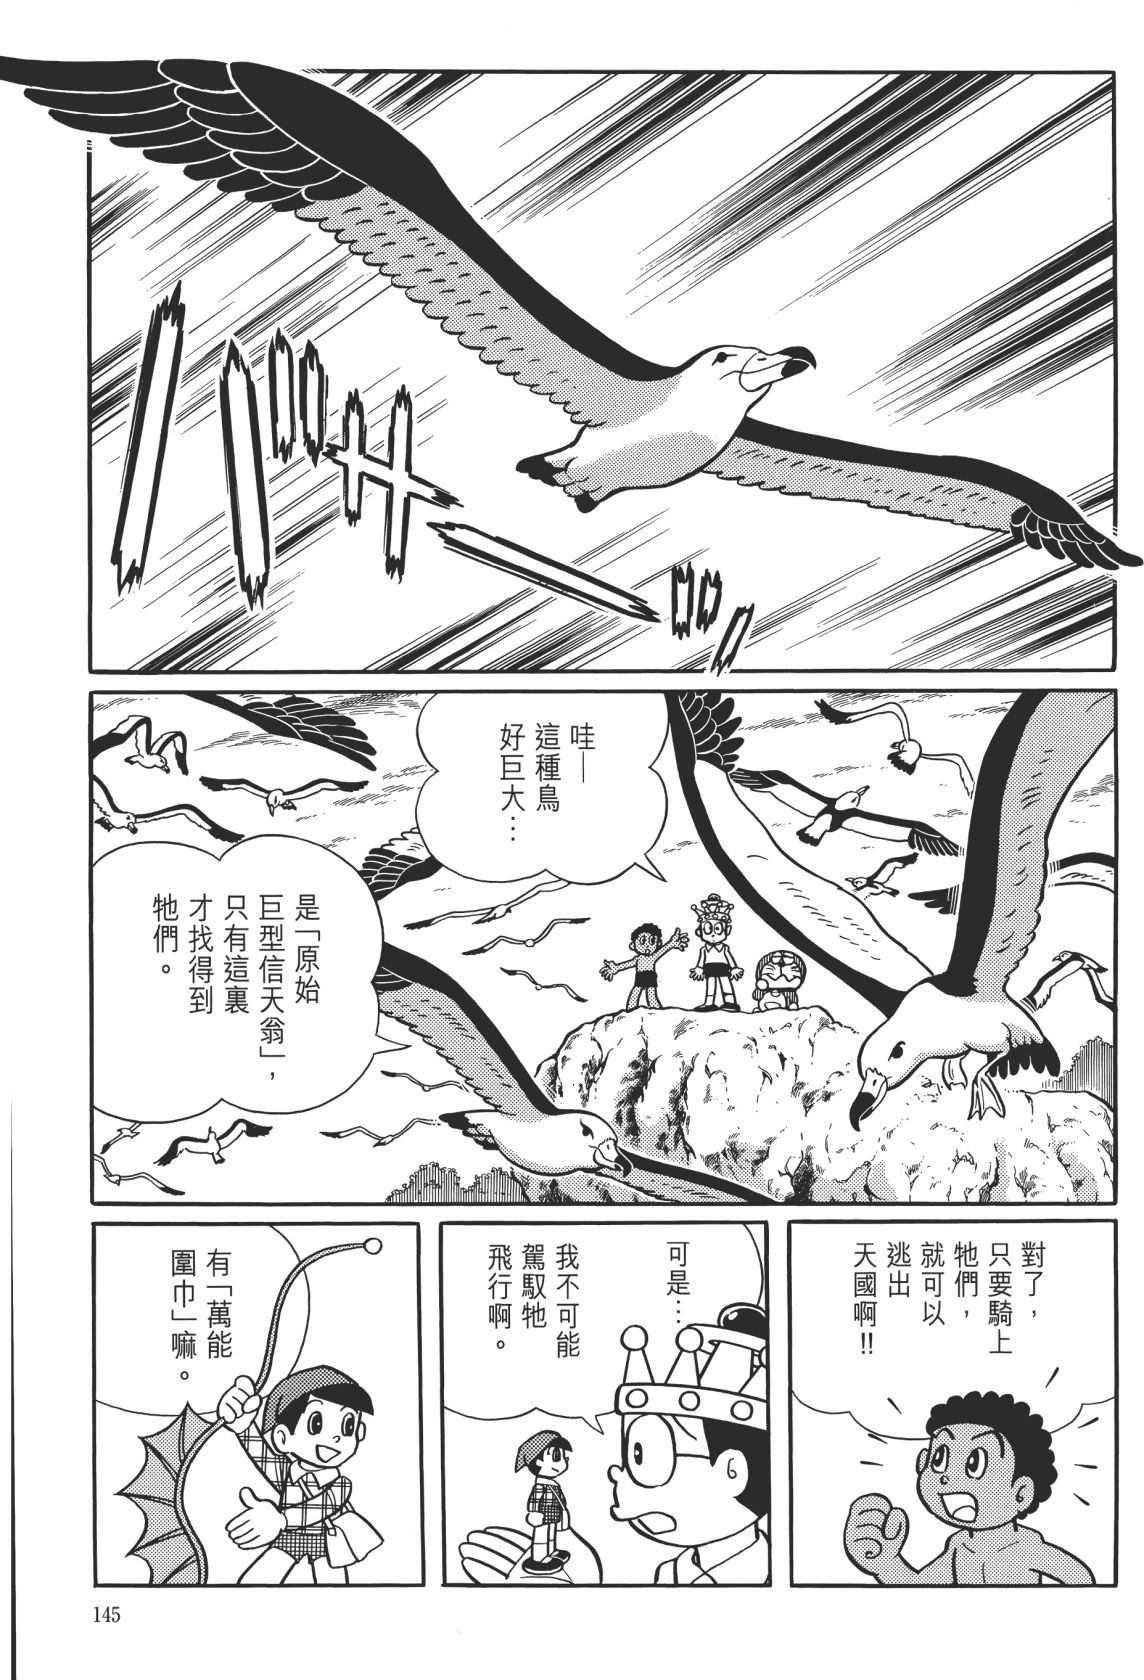 バサバサーッ
哇—
這種鳥
好巨大…
是「原始
巨型信天翁」，
只有這裏
才找得到
牠們。
對了，
只要騎上
牠們，
就可以
逃出
天國啊!!
可是…
我不可能
駕馭牠
飛行啊。
有「萬能
圍巾」嘛。
145